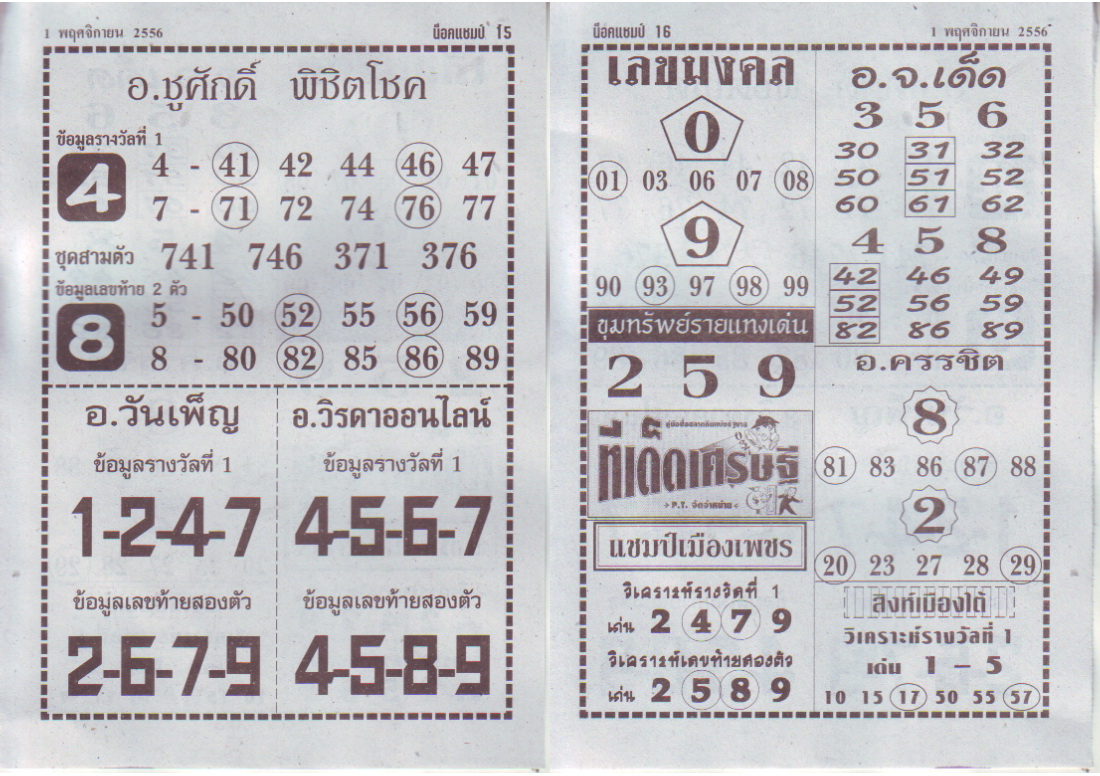 1 พฤศจิกายน 2556
น็อคแชมป์ 15
อ.ชูศักดิ์ พิชิตโชค
ข้อมูลรางวัลที่ 1
4
4 - 41 42 44 46 47
7 - 71 72 74 76 77
ชุดสามตัว 741 746 371 376
ข้อมูลเลขท้าย 2 ตัว
8
5 - 50 52 55 56 59
8 - 80 82 85 86 89
อ.วันเพ็ญ
ข้อมูลรางวัลที่ 1
1-2-4-7
ข้อมูลเลขท้ายสองตัว
2-6-7-9
อ.วิรดาออนไลน์
ข้อมูลรางวัลที่ 1
4-5-6-7
ข้อมูลเลขท้ายสองตัว
4-5-8-9
น็อคแชมป์ 16
1 พฤศจิกายน 2556
เลขมงคล
0
01 03 06 07 08
9
90 93 97 98 99
ขุมทรัพย์รายแทงเด่น
2 5 9
ที่เด็ดเศรษฐี
P.T. จัดจำหน่าย
แชมป์เมืองเพชร
วิเคราะห์รางวัลที่ 1
เด่น 2 4 7 9
วิเคราะห์เลขท้ายสองตัว
เด่น 2 5 8 9
อ.จ.เด็ด
3 5 6
30 31 32
50 51 52
60 61 62
4 5 8
42 46 49
52 56 59
82 86 89
อ.ครรชิต
8
81 83 86 87 88
2
20 23 27 28 29
สิงห์เมืองใต้
วิเคราะห์รางวัลที่ 1
เด่น 1 - 5
10 15 17 50 55 57